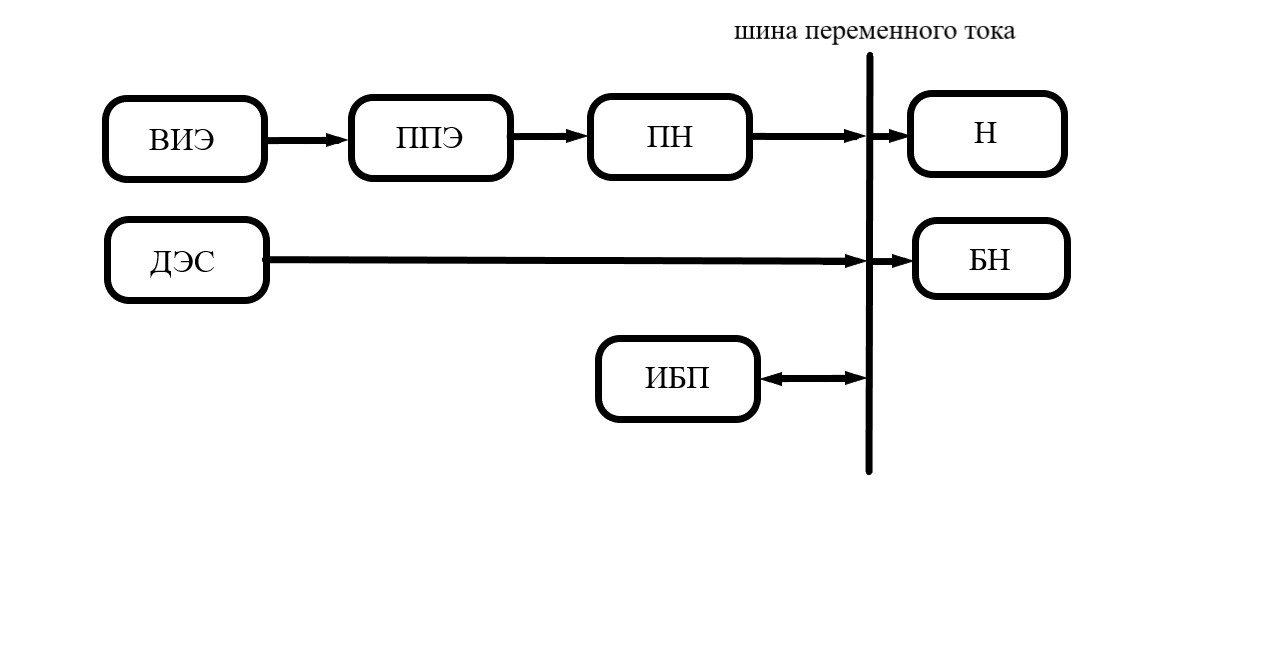 шина переменного тока
ВИЭ
ППЭ
ПН
Н
ДЭС
БН
ИБП